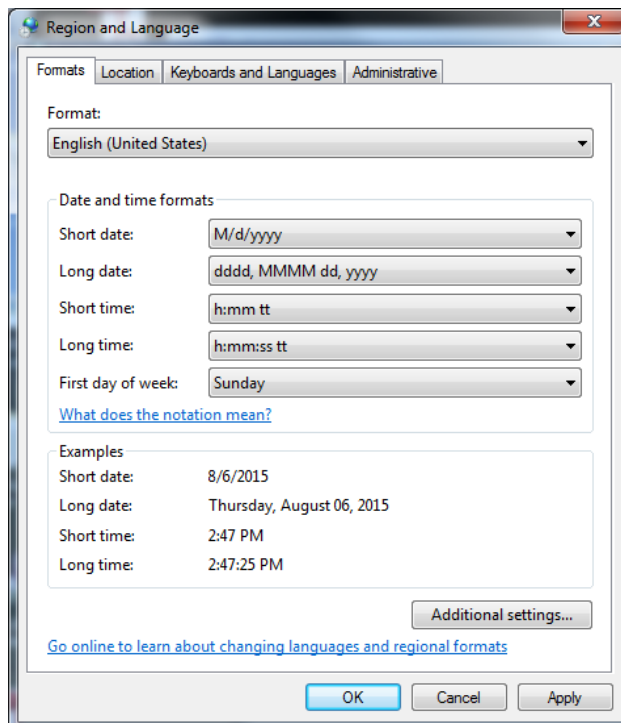 Region and Language
Formats Location Keyboards and Languages Administrative
Format:
English (United States)
Date and time formats
Short date: M/d/yyyy
Long date: dddd, MMMM dd, yyyy
Short time: h:mm tt
Long time: h:mm:ss tt
First day of week: Sunday
What does the notation mean?
Examples
Short date: 8/6/2015
Long date: Thursday, August 06, 2015
Short time: 2:47 PM
Long time: 2:47:25 PM
Additional settings...
Go online to learn about changing languages and regional formats
OK Cancel Apply